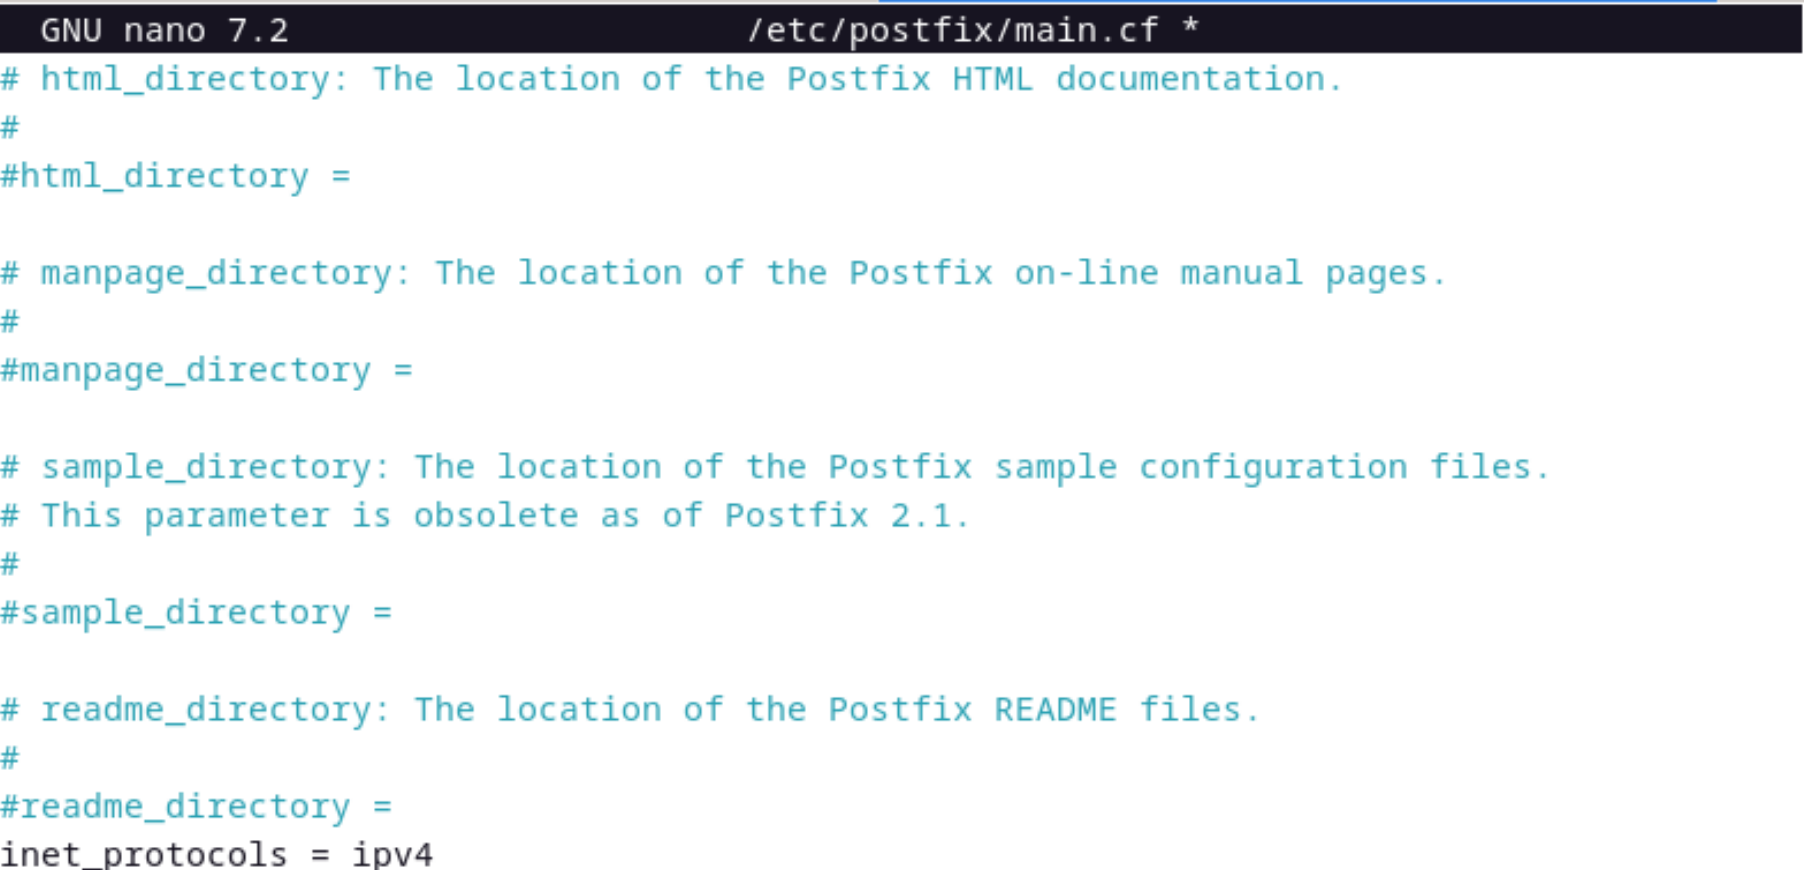 GNU nano 7.2 /etc/postfix/main.cf *
# html_directory: The location of the Postfix HTML documentation.
#
#html_directory =
# manpage_directory: The location of the Postfix on-line manual pages.
#
#manpage_directory =
# sample_directory: The location of the Postfix sample configuration files.
# This parameter is obsolete as of Postfix 2.1.
#
#sample_directory =
# readme_directory: The location of the Postfix README files.
#
#readme_directory =
inet_protocols = ipv4